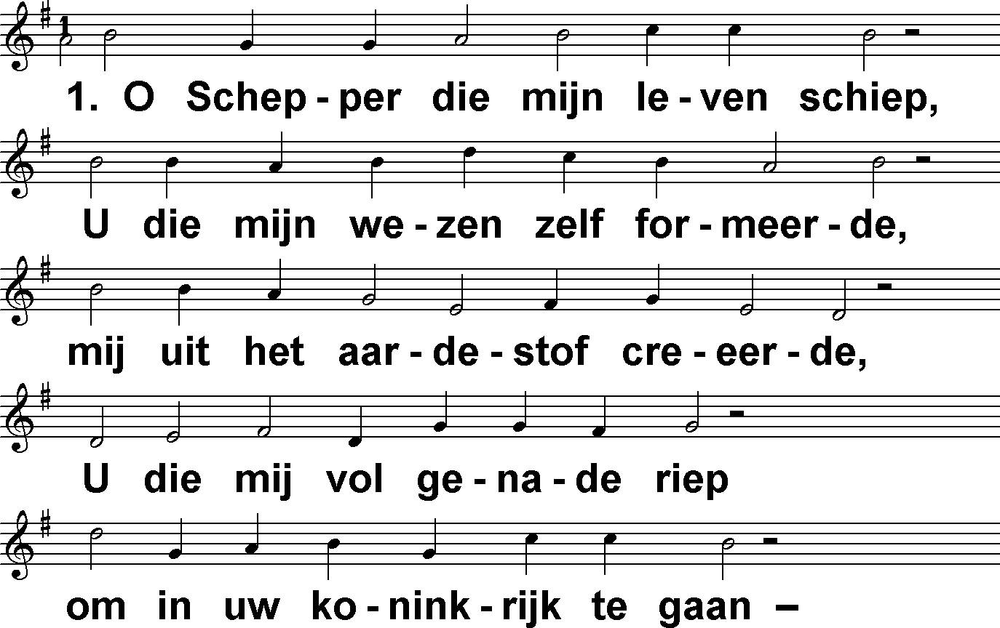 1
1. O Schep - per die mijn le - ven schiep,
U die mijn we - zen zelf for - meer - de,
mij uit het aar - de - stof cre - eer - de,
U die mij vol ge - na - de riep
om in uw ko - nink - rijk te gaan –